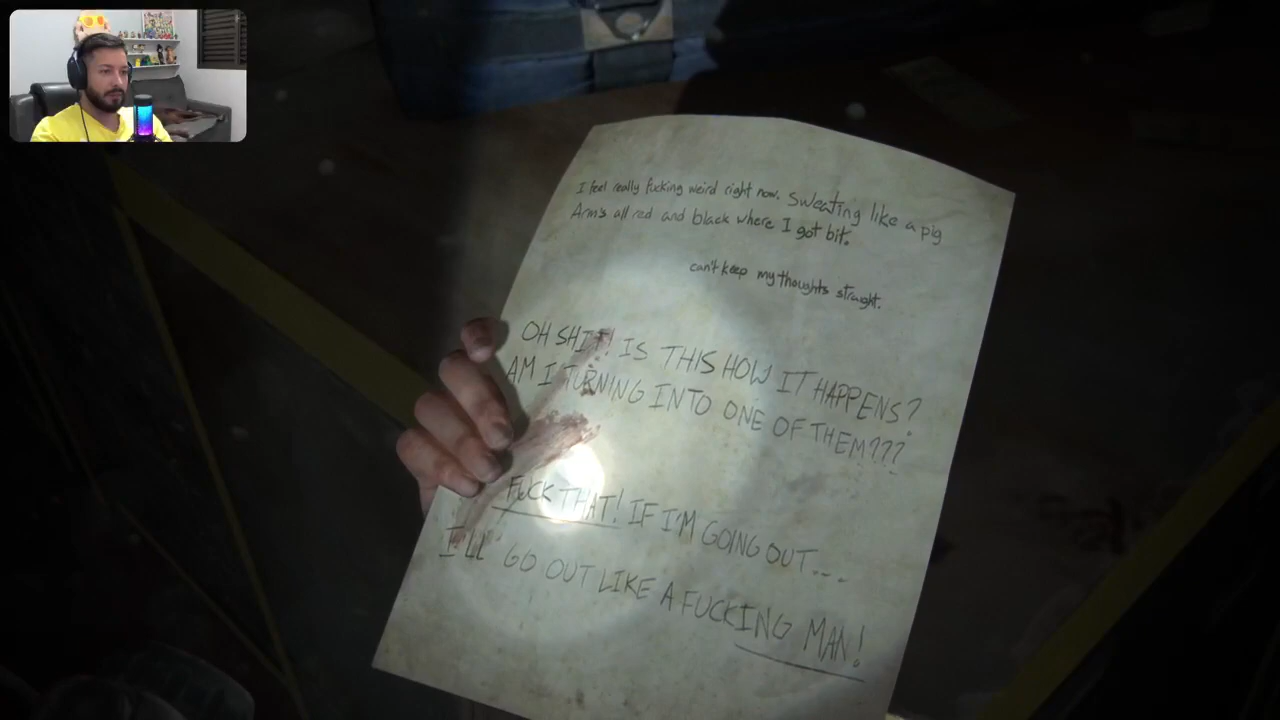 I feel really fucking weird right now. Sweating like a pig
Arm's all red and black where I got bit.
can't keep my thoughts straight.
OH SHIT! IS THIS HOW IT HAPPENS?
AM I TURNING INTO ONE OF THEM???
FUCK THAT! IF I'M GOING OUT...
I'LL GO OUT LIKE A FUCKING MAN!